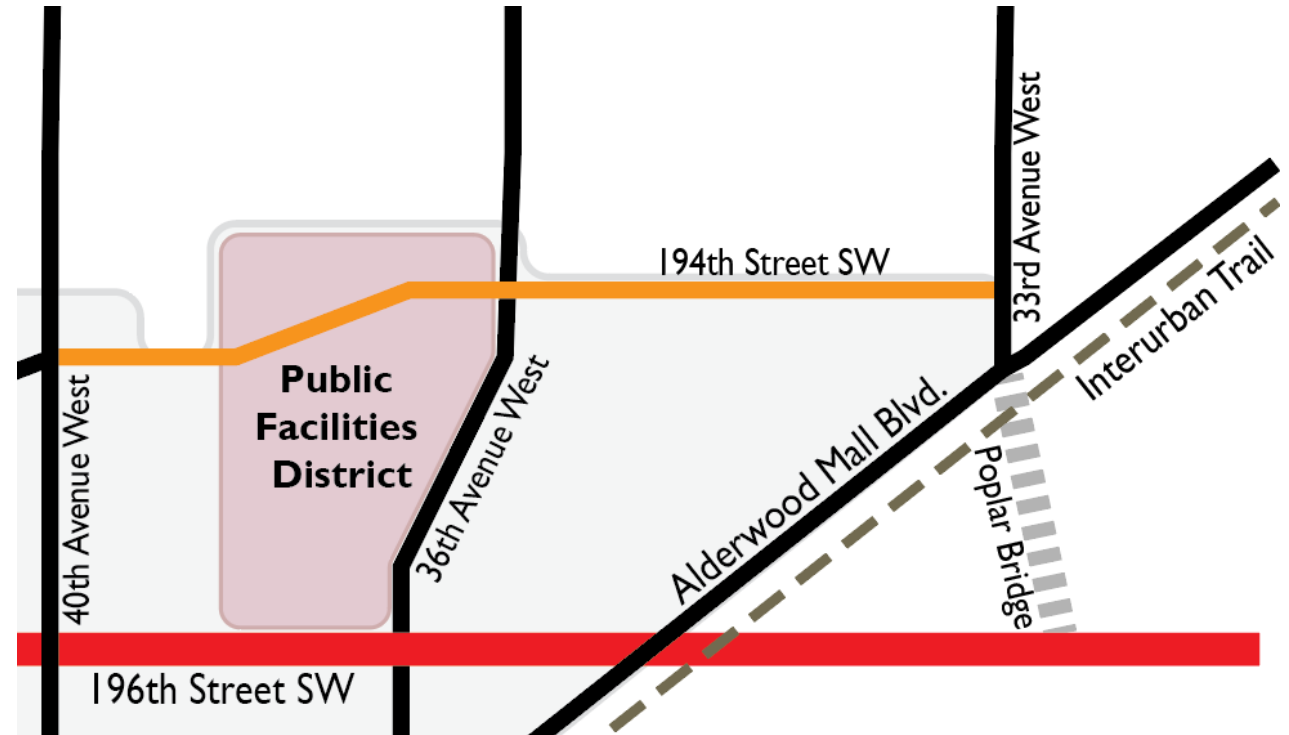 33rd Avenue West
194th Street SW
Interurban Trail
Public
Facilities
District
40th Avenue West
36th Avenue West
Alderwood Mall Blvd.
Poplar Bridge
196th Street SW